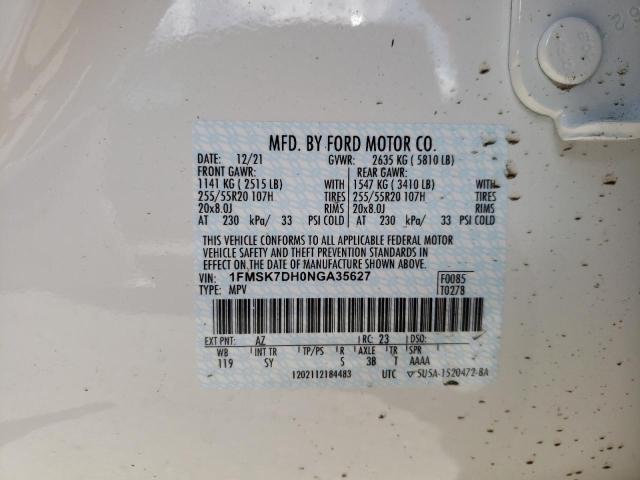 MFD. BY FORD MOTOR CO.
DATE: 12/21 GVWR: 2635 KG ( 5810 LB)
FRONT GAWR: REAR GAWR:
1141 KG ( 2515 LB) WITH 1547 KG ( 3410 LB) WITH
255/55R20 107H TIRES 255/55R20 107H TIRES
20x8.0J RIMS 20x8.0J RIMS
AT 230 kPa/ 33 PSI COLD AT 230 kPa/ 33 PSI COLD
THIS VEHICLE CONFORMS TO ALL APPLICABLE FEDERAL MOTOR
VEHICLE SAFETY AND THEFT PREVENTION STANDARDS IN
EFFECT ON THE DATE OF MANUFACTURE SHOWN ABOVE.
VIN: 1FMSK7DH0NGA35627 F0085
TYPE: MPV T0278
EXT PNT: AZ RC: 23 DSO:
WB INT TR TP/PS R AXLE TR SPR
119 SY 5 3B T AAAA
1202112184483 UTC SU5A-1520472-BA